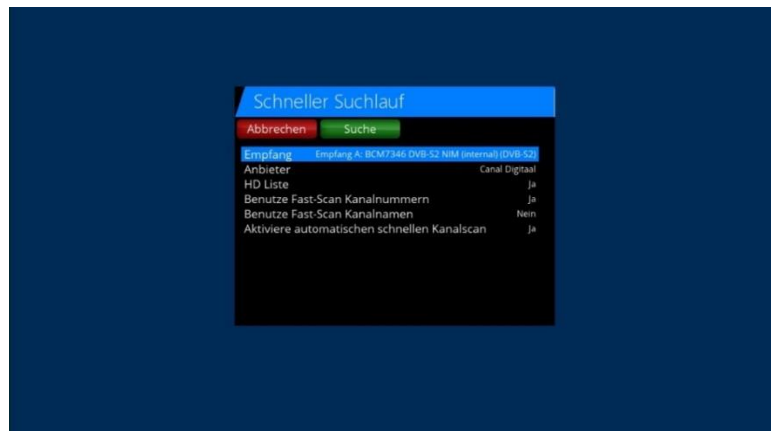 Schneller Suchlauf
Abbrechen Suche
Empfang Empfang A: BCM7346 DVB-S2 NIM (internal) (DVB-S2)
Anbieter Canal Digitaal
HD Liste Ja
Benutze Fast-Scan Kanalnummern Ja
Benutze Fast-Scan Kanalnamen Nein
Aktiviere automatischen schnellen Kanalscan Ja